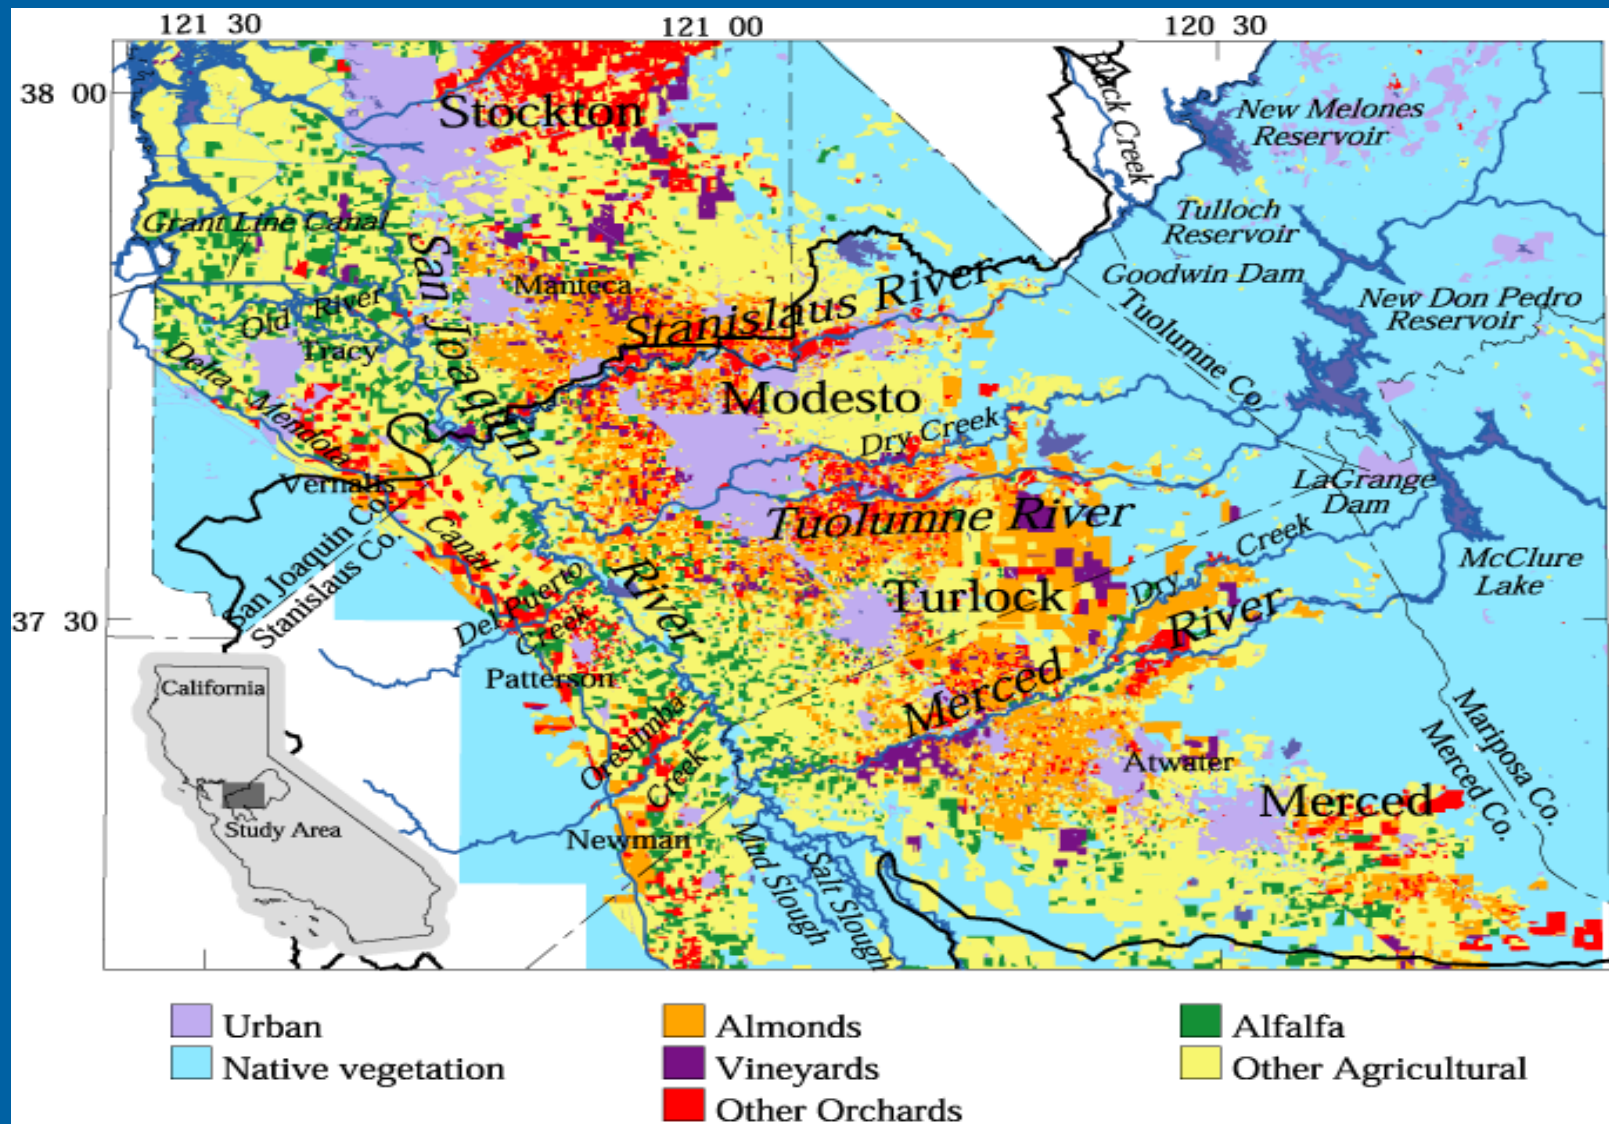 121 30
121 00
120 30
38 00
37 30
Stockton
Black Creek
New Melones
Reservoir
Grant Line Canal
Tulloch
Reservoir
Goodwin Dam
San Joaquin River
Manteca
Stanislaus River
Old River
New Don Pedro
Reservoir
Tuolumne Co.
Tracy
Delta Mendota Canal
Modesto
Dry Creek
Vernalis
LaGrange
Dam
Tuolumne River
San Joaquin Co.
Stanislaus Co.
Dry Creek
McClure
Lake
Turlock
Del Puerto
Creek
Merced River
Patterson
California
Orestimba
Creek
Mariposa Co.
Merced Co.
Atwater
Merced
Study Area
Newman
Mud Slough
Salt Slough
Urban
Almonds
Alfalfa
Native vegetation
Vineyards
Other Agricultural
Other Orchards